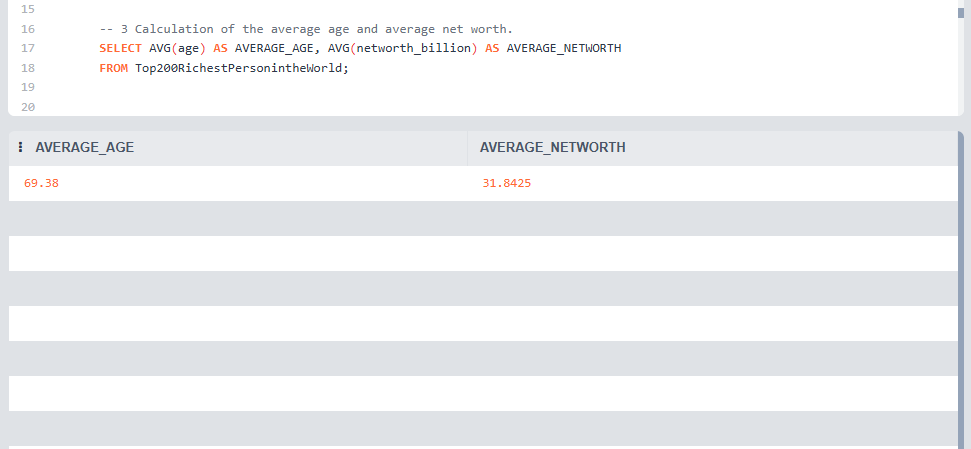 15
16 -- 3 Calculation of the average age and average net worth.
17 SELECT AVG(age) AS AVERAGE_AGE, AVG(networth_billion) AS AVERAGE_NETWORTH
18 FROM Top200RichestPersonintheWorld;
19
20
AVERAGE_AGE AVERAGE_NETWORTH
69.38 31.8425